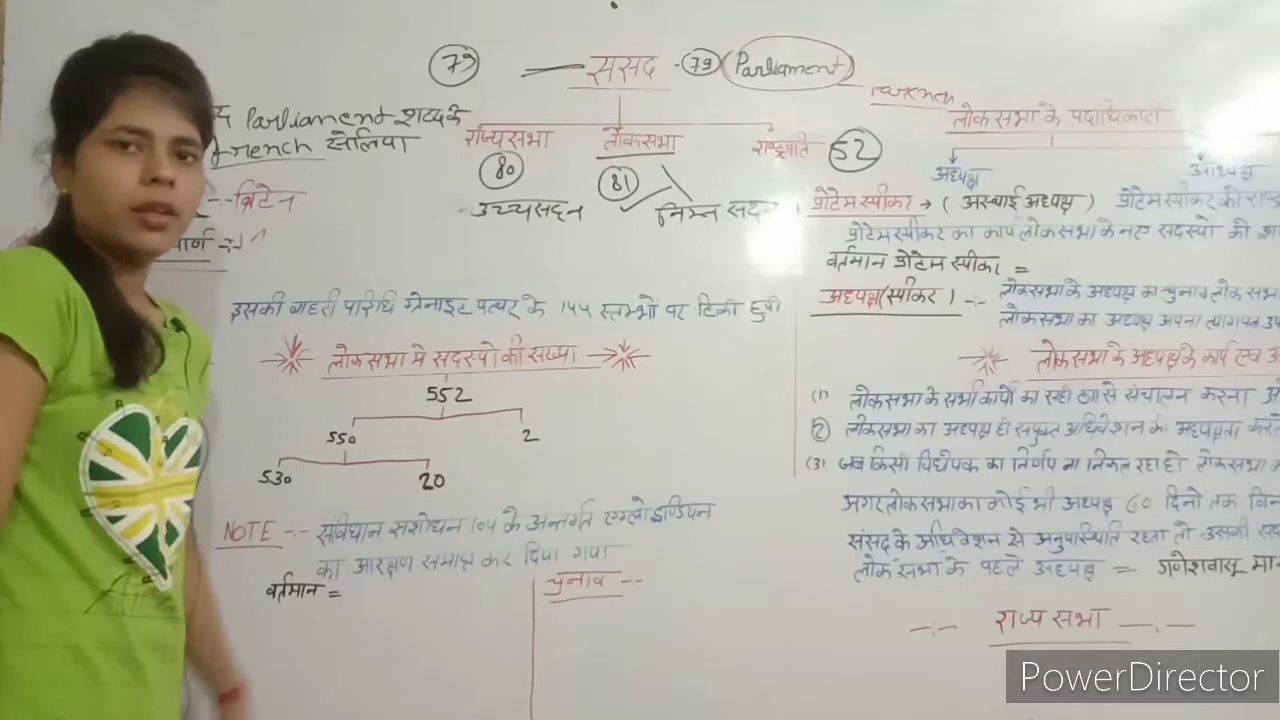 79 संसद - 79 (Parliament)
Parliament शब्द के
french से लिया
राज्यसभा लोकसभा राष्ट्रपति 52
80 81
उच्च सदन निम्न सदन
ब्रिटेन
इसकी बाहरी परिधि ग्रेनाइट पत्थर के 144 स्तम्भों पर टिकी हुयी
लोकसभा में सदस्यो की संख्या
552
550 2
530 20
NOTE -:- संविधान संशोधन 104 के अन्तर्गत एंग्लो इण्डियन
का आरक्षण समाप्त कर दिया गया
वर्तमान =
चुनाव --
लोकसभा के पदाधिकारी
अध्यक्ष उपाध्यक्ष
प्रोटेम स्पीकर → ( अस्थाई अध्यक्ष ) प्रोटेम स्पीकर को
प्रोटेम स्पीकर का कार्य लोकसभा के नए सदस्यो को
वर्तमान प्रोटेम स्पीकर =
अध्यक्ष (स्पीकर) -:- लोकसभा के अध्यक्ष का चुनाव लोक सभा
लोकसभा का अध्यक्ष अपना त्यागपत्र
लोकसभा के अध्यक्ष के कार्य एवं
(1) लोकसभा के सभी कार्यो का सही ढंग से संचालन करना
(2) लोकसभा का अध्यक्ष ही संयुक्त अधिवेशन की अध्यक्षता
(3) जब किसी विधेयक का निर्णय ना निकल रहा हो लोकसभा
अगर लोकसभा का कोई भी अध्यक्ष 60 दिनो तक
संसद के अधिवेशन से अनुपस्थिति रहता तो उसकी
लोक सभा के पहले अध्यक्ष = गणेश वासु
-:- राज्य सभा -:-
PowerDirector